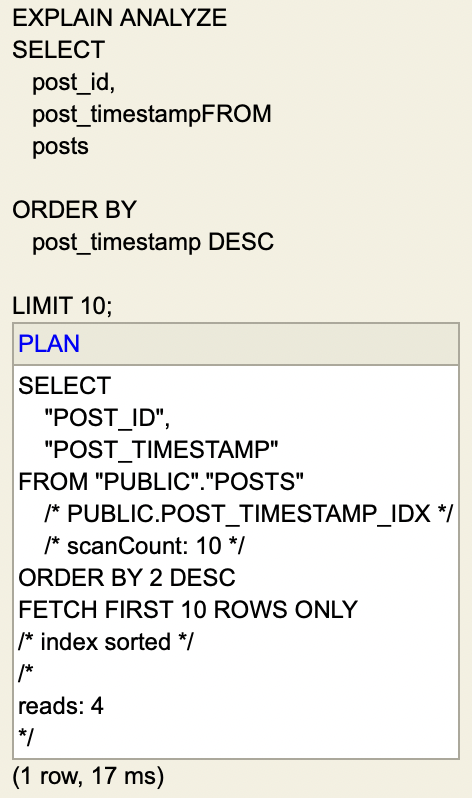 EXPLAIN ANALYZE
SELECT
post_id,
post_timestampFROM
posts
ORDER BY
post_timestamp DESC
LIMIT 10;
PLAN
SELECT
"POST_ID",
"POST_TIMESTAMP"
FROM "PUBLIC"."POSTS"
/* PUBLIC.POST_TIMESTAMP_IDX */
/* scanCount: 10 */
ORDER BY 2 DESC
FETCH FIRST 10 ROWS ONLY
/* index sorted */
/*
reads: 4
*/
(1 row, 17 ms)